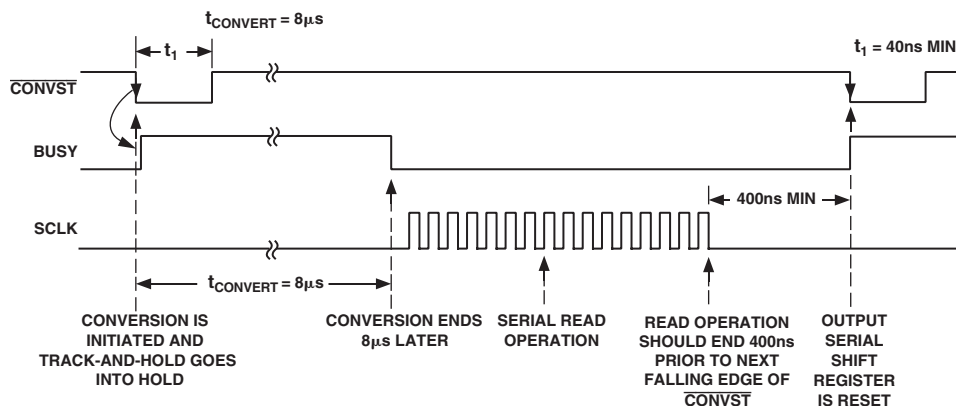 tCONVERT = 8μs
t1
t1 = 40ns MIN
CONVST
BUSY
400ns MIN
SCLK
tCONVERT = 8μs
CONVERSION IS
INITIATED AND
TRACK-AND-HOLD GOES
INTO HOLD
CONVERSION ENDS
8μs LATER
SERIAL READ
OPERATION
READ OPERATION
SHOULD END 400ns
PRIOR TO NEXT
FALLING EDGE OF
CONVST
OUTPUT
SERIAL
SHIFT
REGISTER
IS RESET